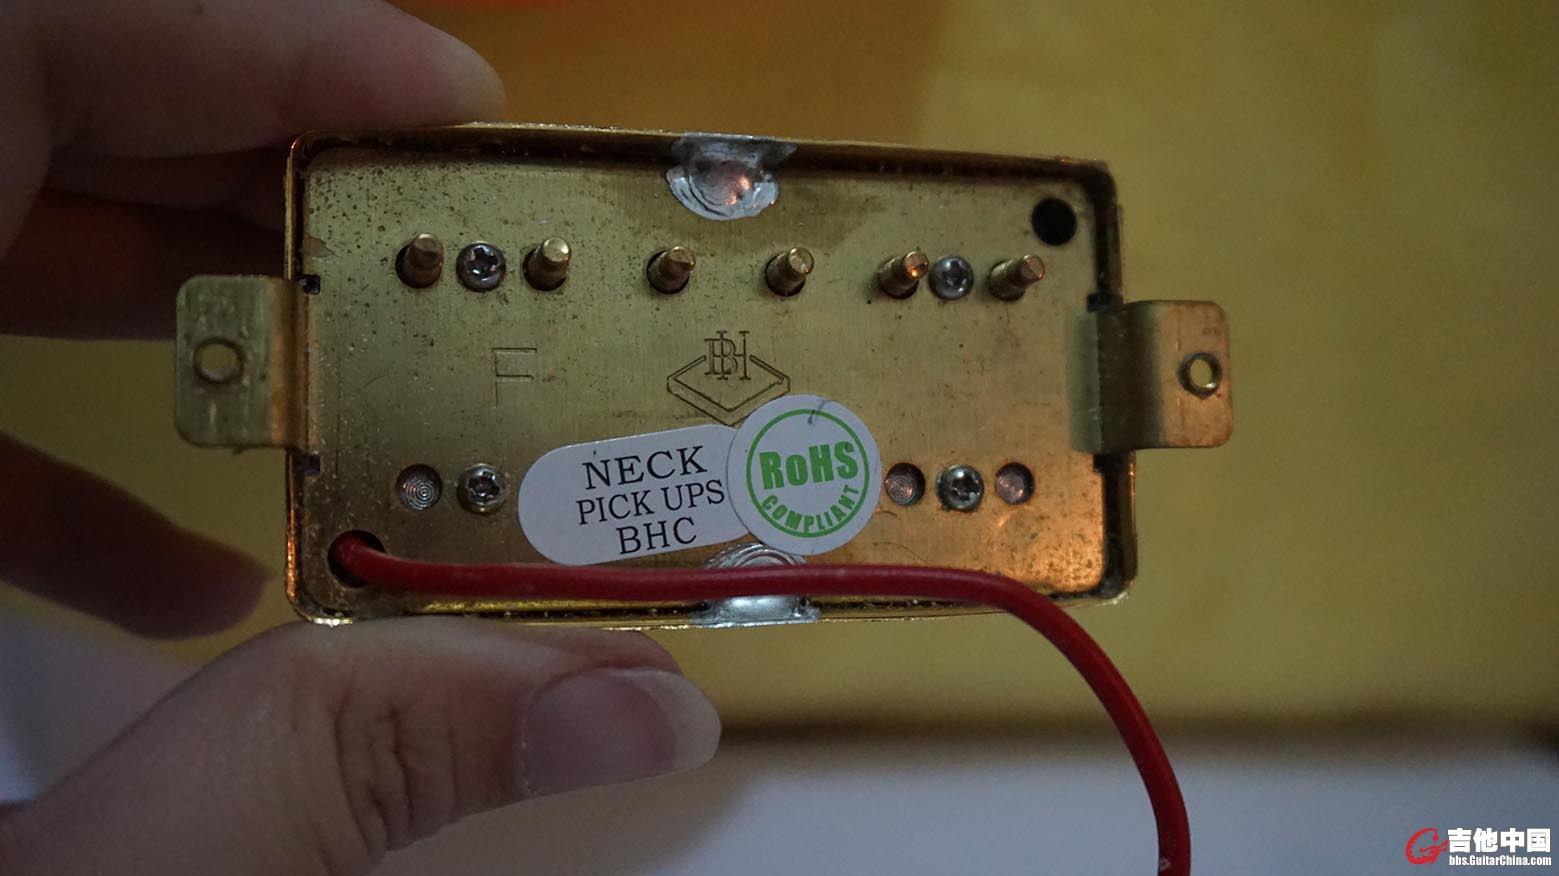 BH
F
NECK
PICK UPS
BHC
RoHS
COMPLIANT
吉他中国
bbs.GuitarChina.com